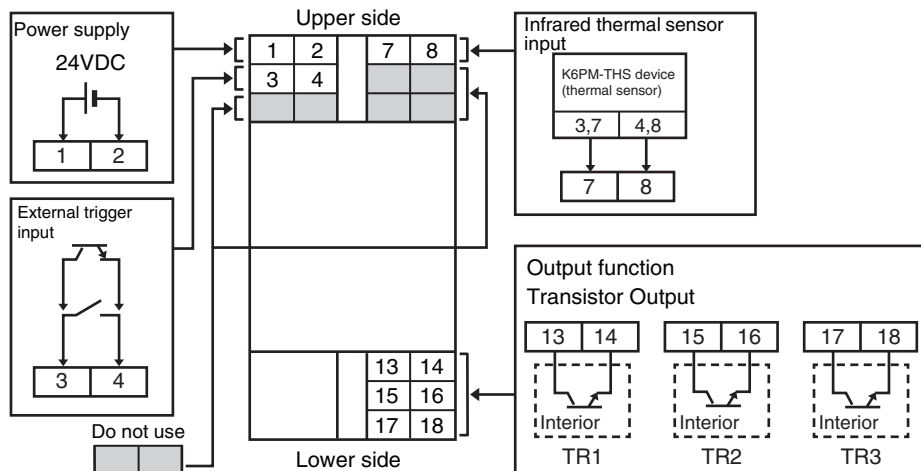 Upper side
Power supply
24VDC
1 2
1 2 7 8
3 4
Infrared thermal sensor
input
K6PM-THS device
(thermal sensor)
3,7 4,8
7 8
External trigger
input
3 4
Do not use
13 14
15 16
17 18
Lower side
Output function
Transistor Output
13 14
Interior
TR1
15 16
Interior
TR2
17 18
Interior
TR3